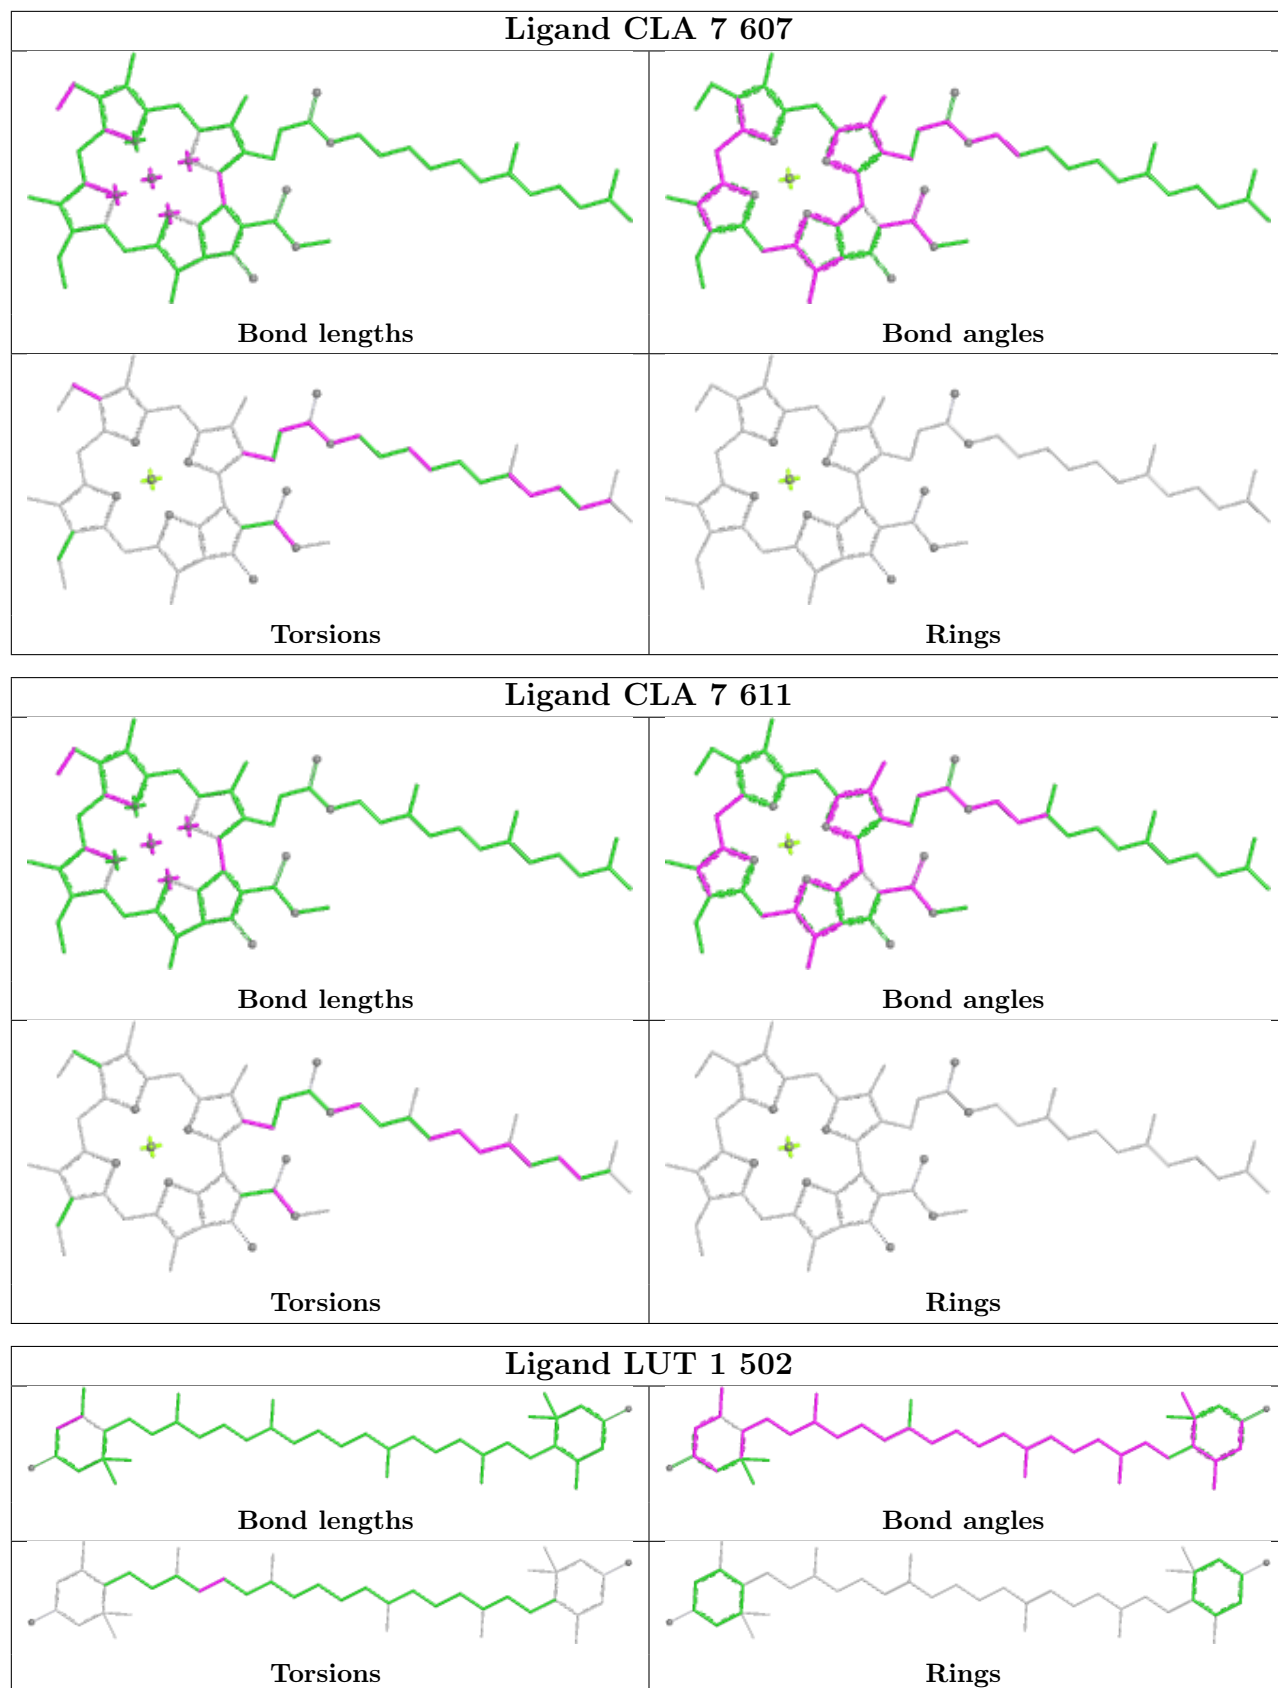 Ligand CLA 7 607
Bond lengths
Bond angles
Torsions
Rings
Ligand CLA 7 611
Bond lengths
Bond angles
Torsions
Rings
Ligand LUT 1 502
Bond lengths
Bond angles
Torsions
Rings